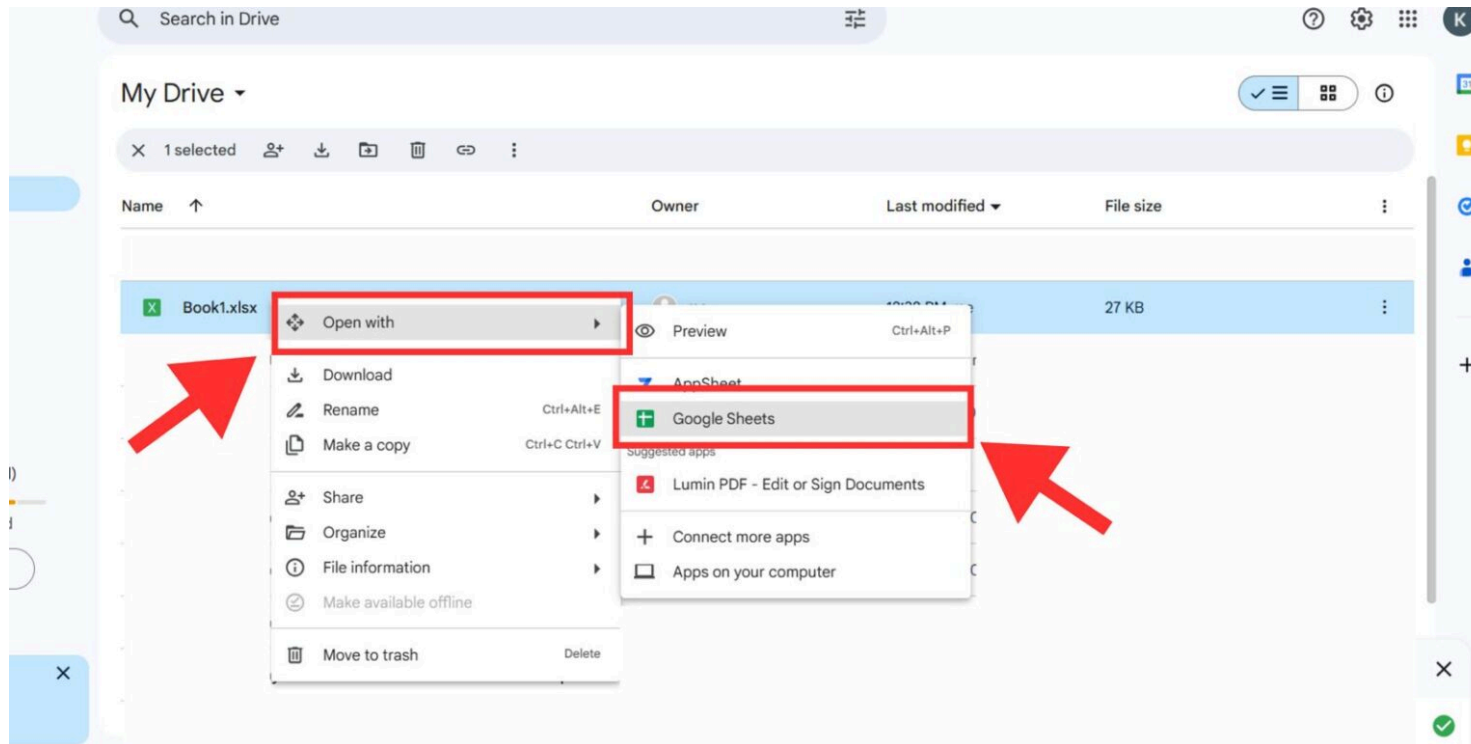 Search in Drive
K
My Drive
31
1 selected
Name
Owner
Last modified
File size
Book1.xlsx
27 KB
Open with
Preview Ctrl+Alt+P
Download
AppSheet
Rename Ctrl+Alt+E
Google Sheets
Make a copy Ctrl+C Ctrl+V
Suggested apps
Lumin PDF - Edit or Sign Documents
Share
Organize
Connect more apps
File information
Apps on your computer
Make available offline
Move to trash Delete